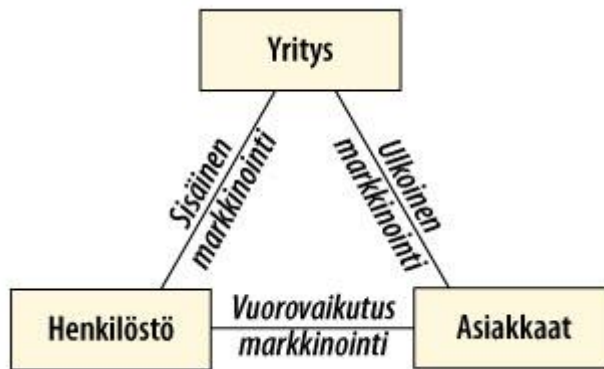 Yritys
Sisäinen
markkinointi
Ulkoinen
markkinointi
Henkilöstö
Vuorovaikutus
markkinointi
Asiakkaat